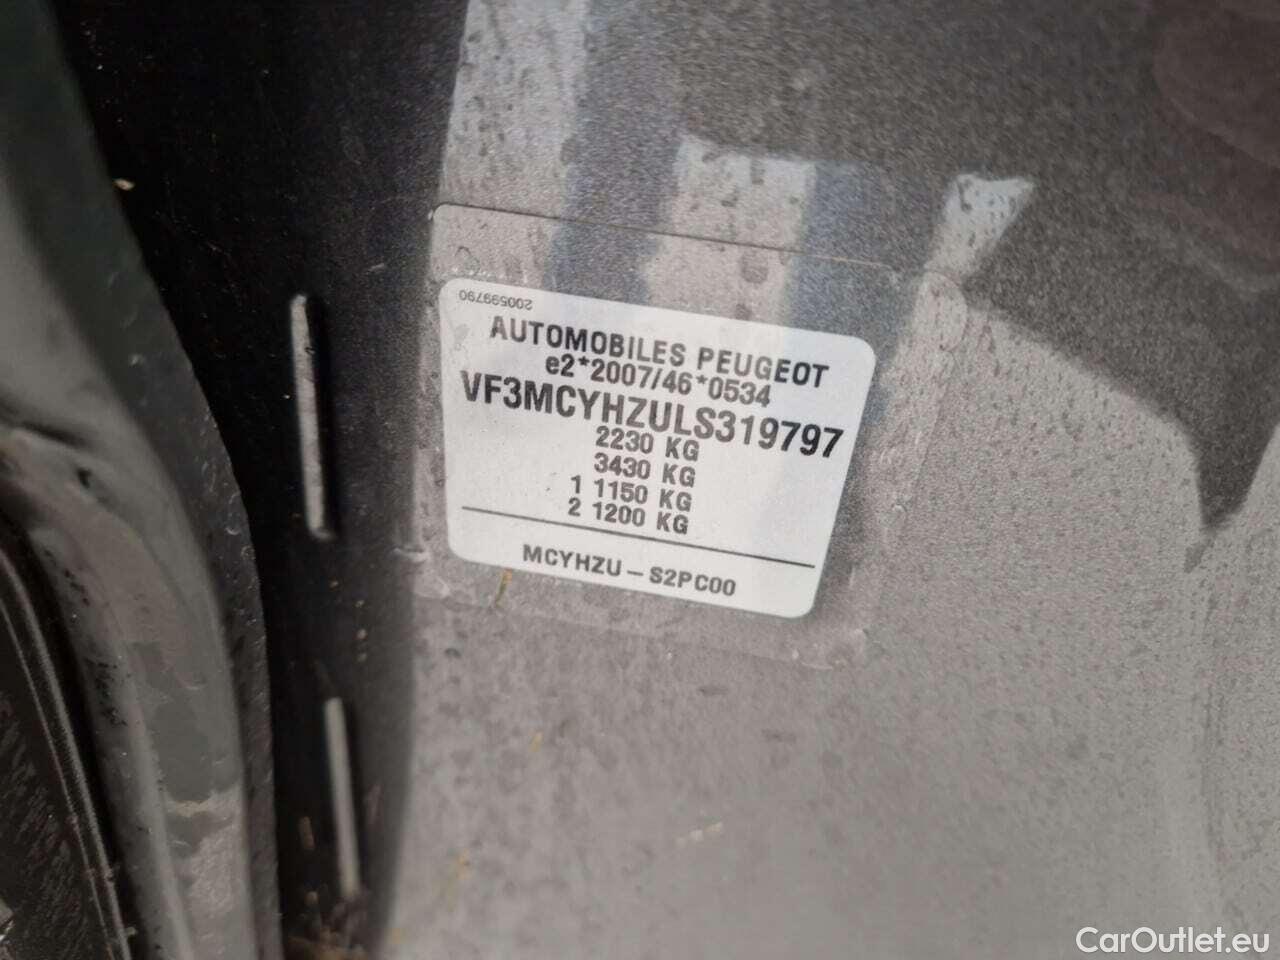 200599790
AUTOMOBILES PEUGEOT
e2*2007/46*0534
VF3MCYHZULS319797
2230 KG
3430 KG
1 1150 KG
2 1200 KG
MCYHZU – S2PC00
CarOutlet.eu